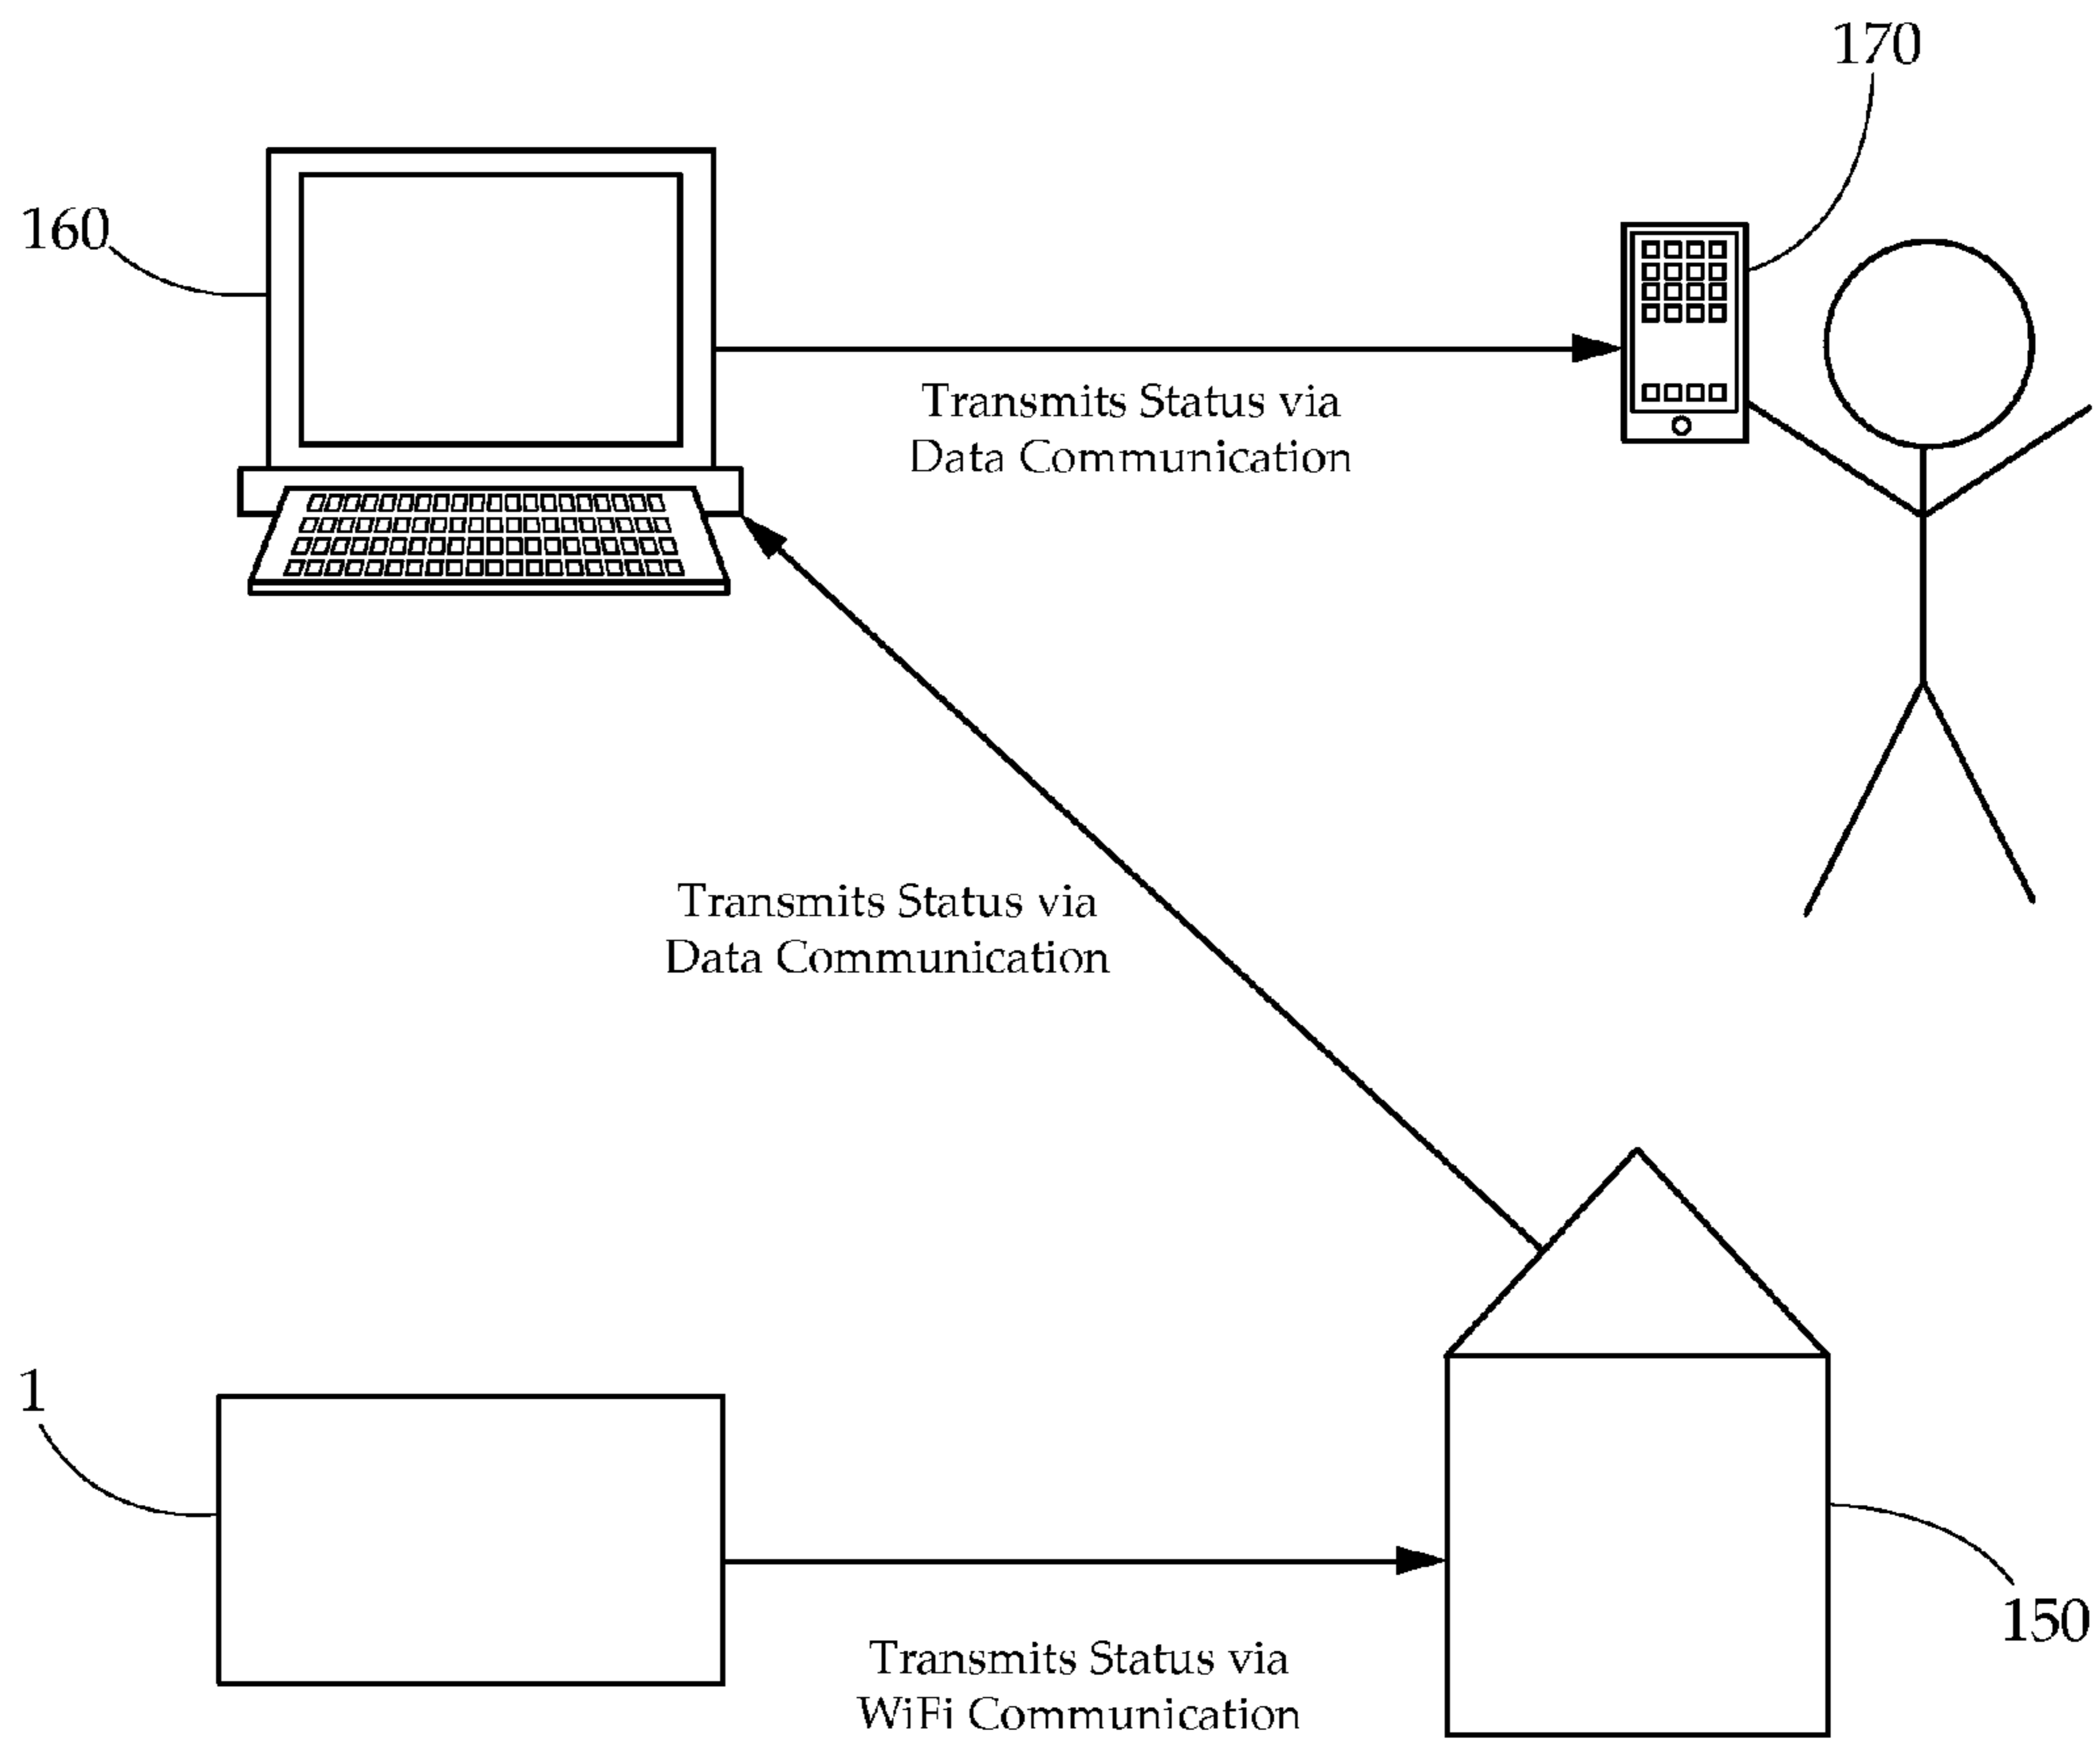 170
160
Transmits Status via
Data Communication
Transmits Status via
Data Communication
1
150
Transmits Status via
WiFi Communication